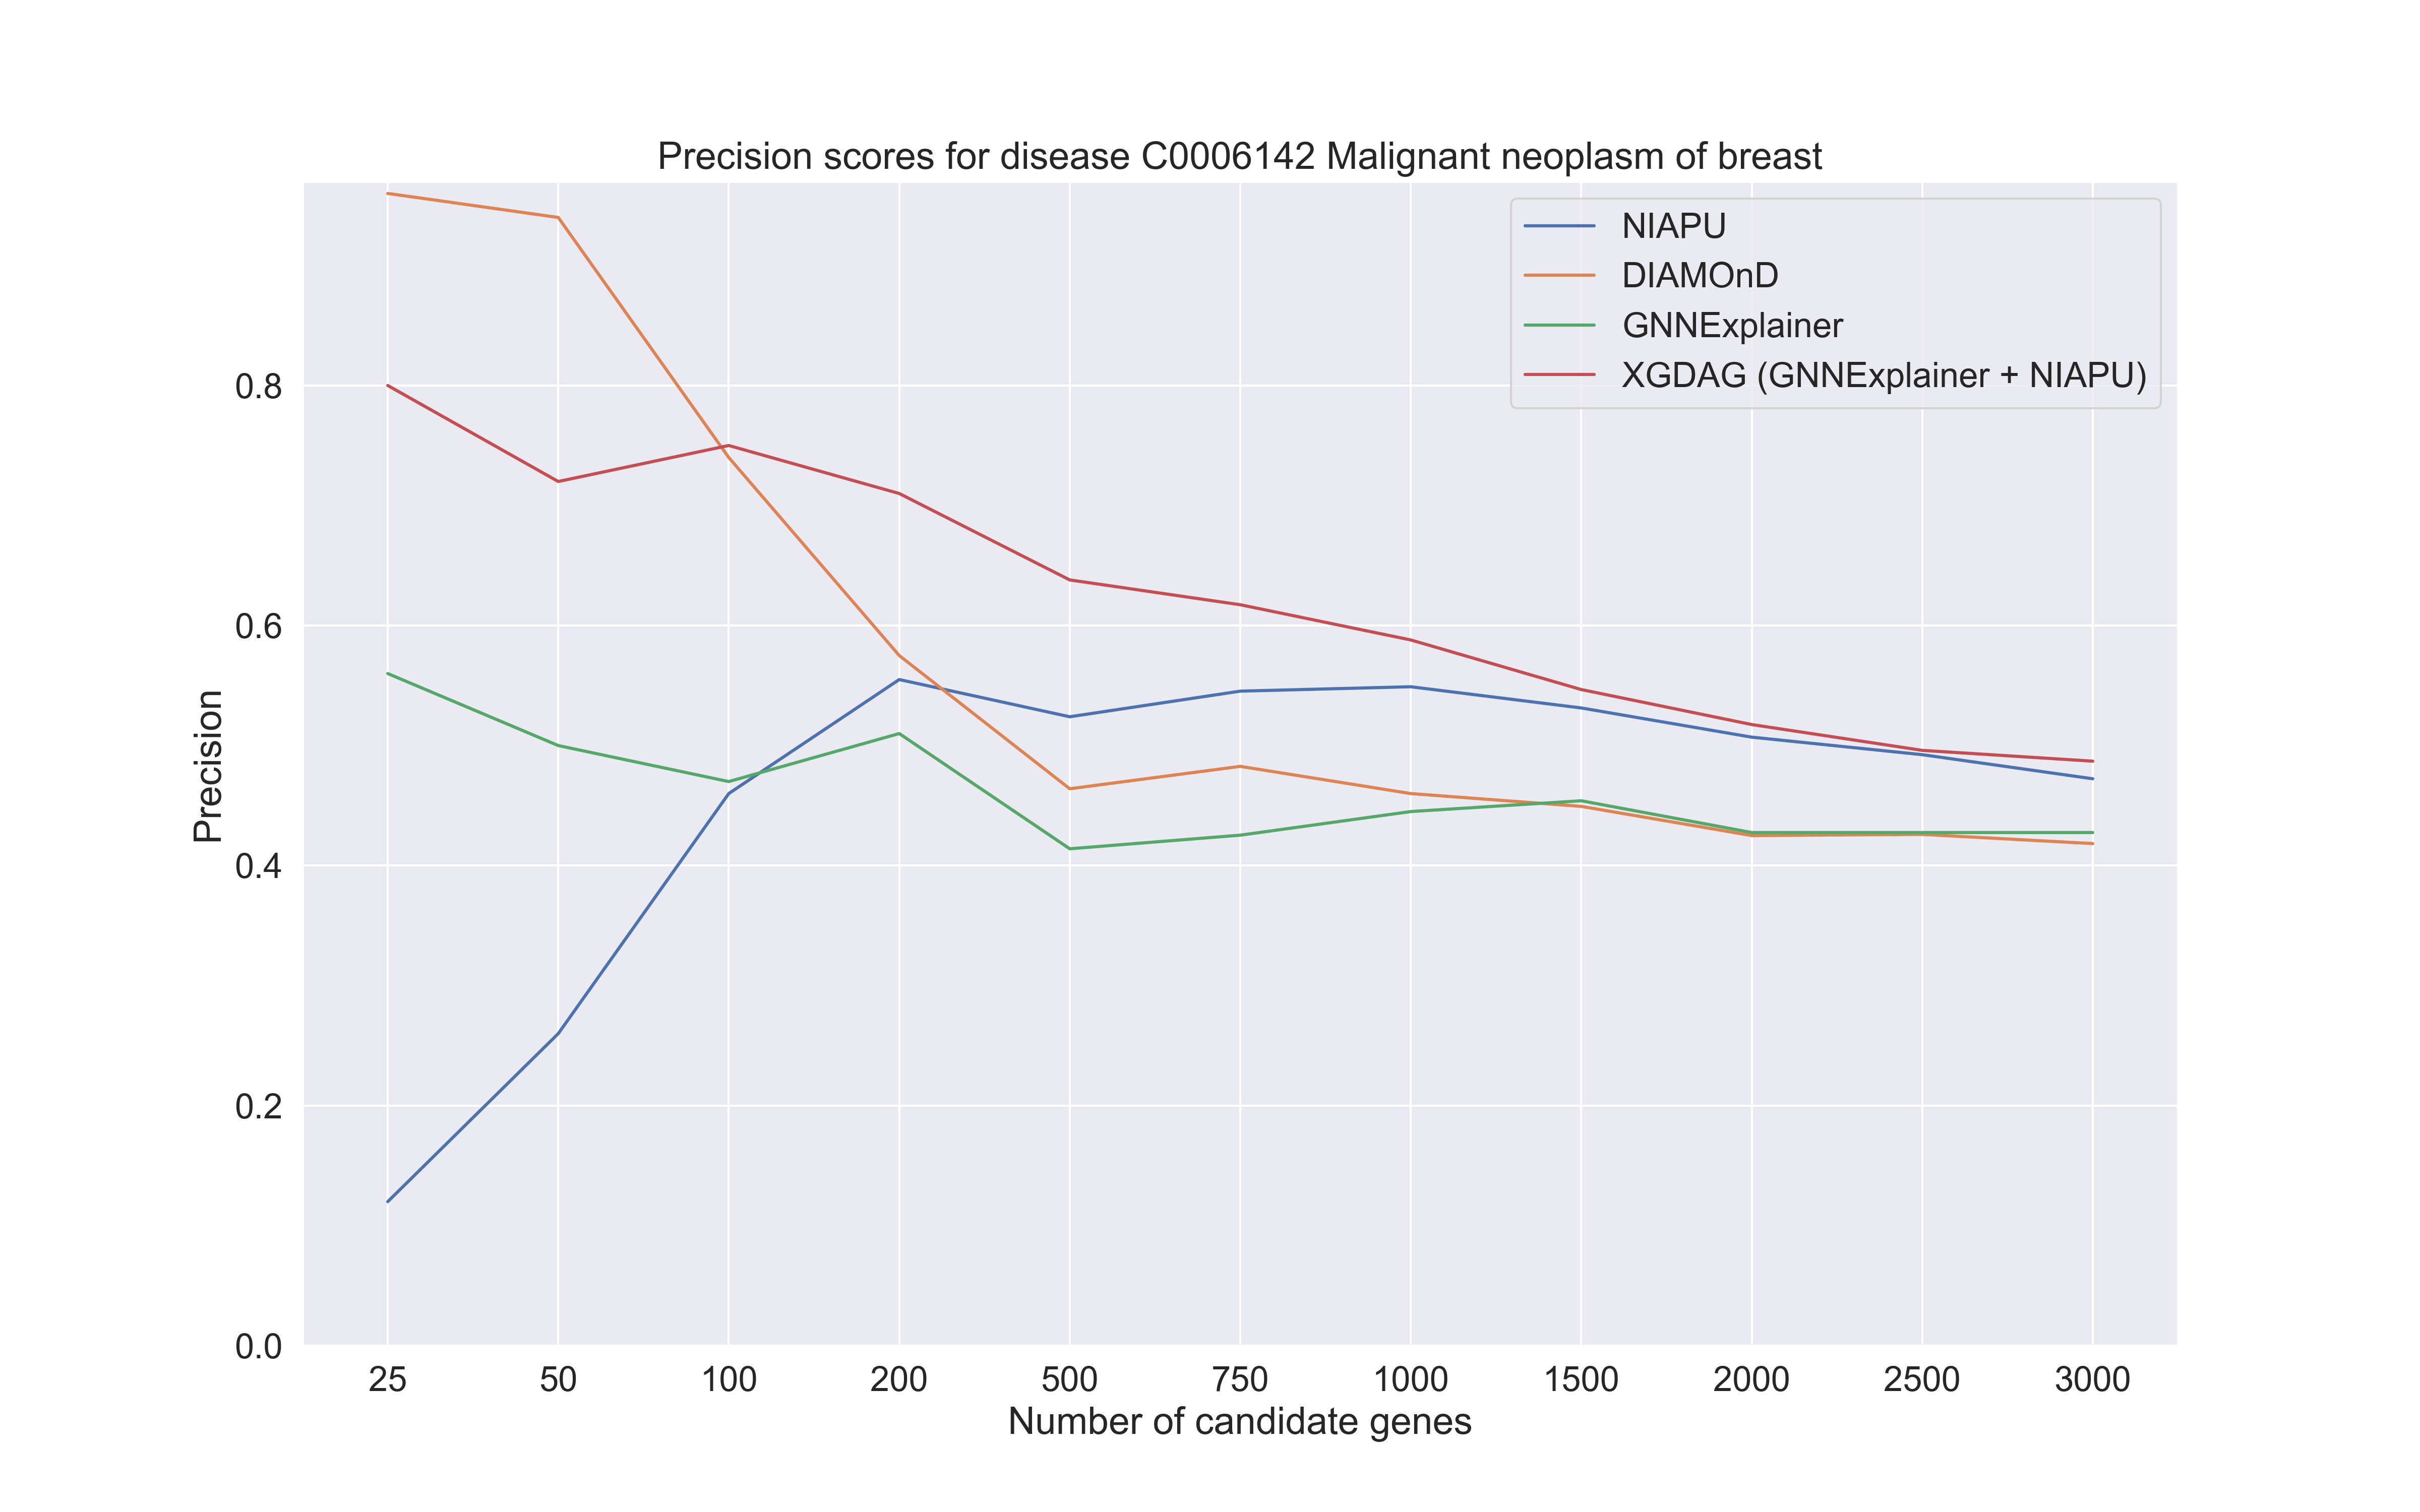 Precision scores for disease C0006142 Malignant neoplasm of breast
NIAPU
DIAMOnD
GNNExplainer
XGDAG (GNNExplainer + NIAPU)
0.8
0.6
0.4
0.2
0.0
Precision
25 50 100 200 500 750 1000 1500 2000 2500 3000
Number of candidate genes